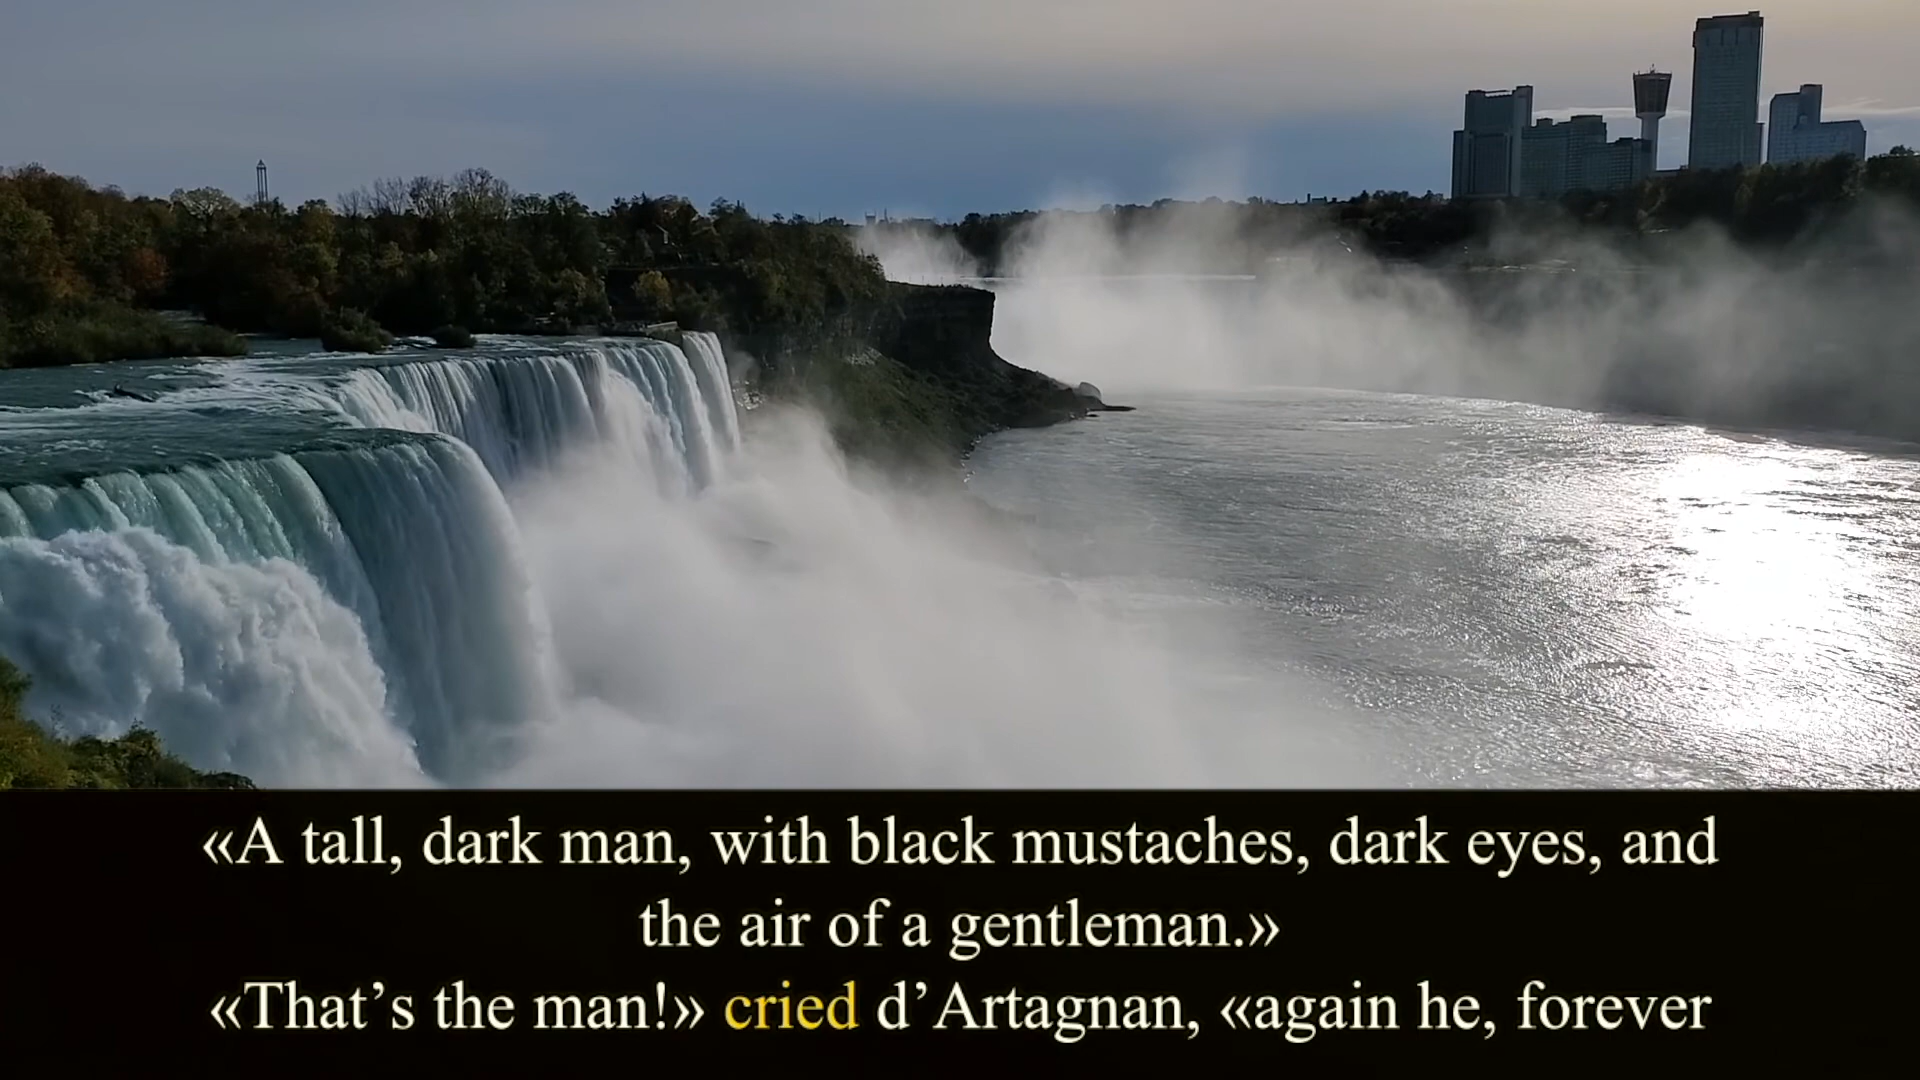 «A tall, dark man, with black mustaches, dark eyes, and
the air of a gentleman.»
«That’s the man!» cried d’Artagnan, «again he, forever